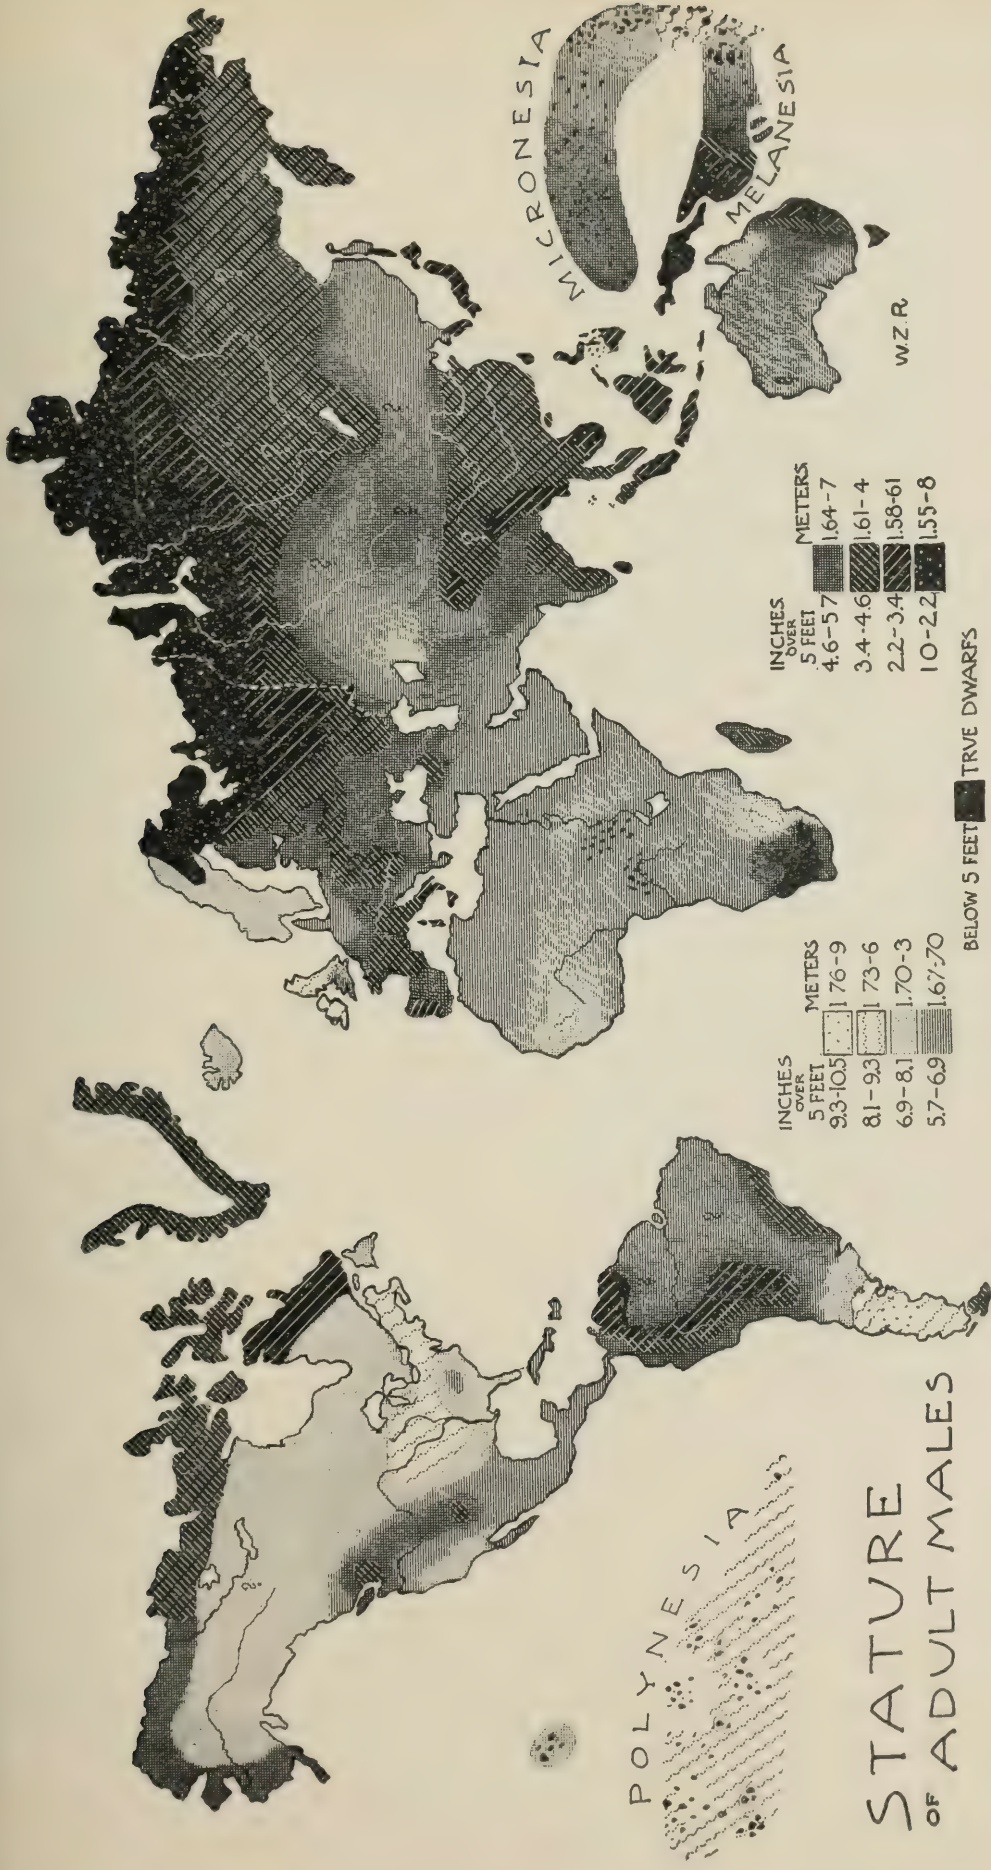 MICRONESIA
MELANESIA
POLYNESIA
STATURE
OF ADULT MALES
INCHES
OVER
5 FEET
METERS
9.3-10.5 1 76-9
8.1-9.3 1 73-6
6.9-8.1 1.70-3
5.7-6.9 1.67-.70
BELOW 5 FEET TRVE DWARFS
INCHES
OVER
5 FEET
METERS
4.6-5 7 1.64-7
3.4-4.6 1.61-4
2.2-3.4 1.58-61
1 0-2.2 1.55-8
W.Z.R
?
?
?
?
?
?
?
?